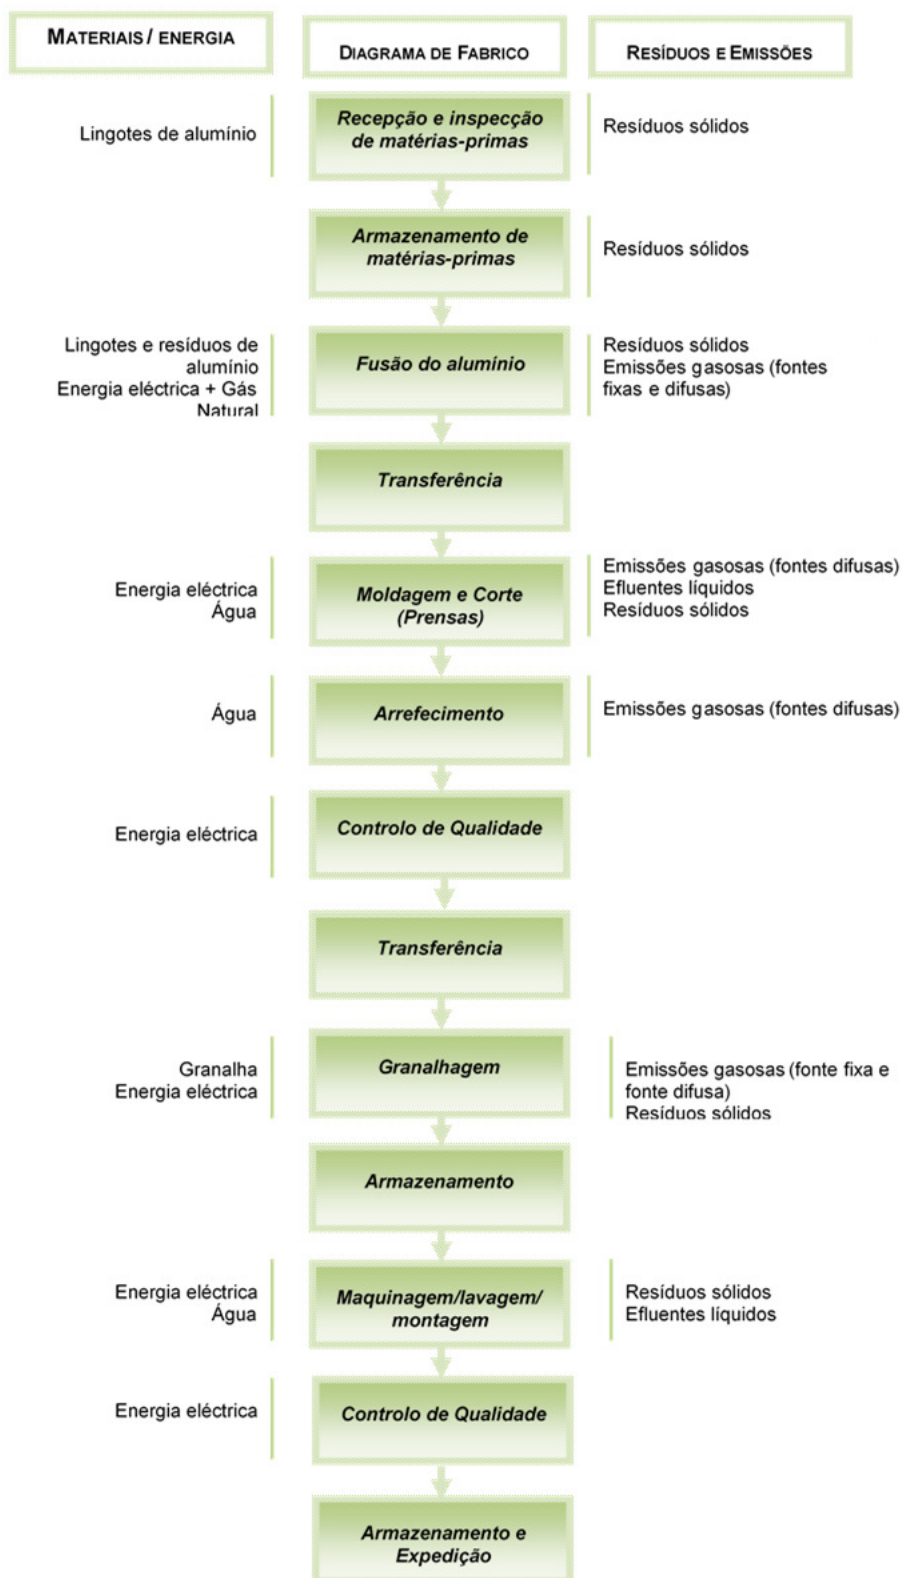 MATERIAIS / ENERGIA
DIAGRAMA DE FABRICO
RESÍDUOS E EMISSÕES
Lingotes de alumínio
Recepção e inspecção
de matérias-primas
Resíduos sólidos
Armazenamento de
matérias-primas
Resíduos sólidos
Lingotes e resíduos de
alumínio
Energia eléctrica + Gás
Natural
Fusão do alumínio
Resíduos sólidos
Emissões gasosas (fontes
fixas e difusas)
Transferência
Energia eléctrica
Água
Moldagem e Corte
(Prensas)
Emissões gasosas (fontes difusas)
Efluentes líquidos
Resíduos sólidos
Água
Arrefecimento
Emissões gasosas (fontes difusas)
Energia eléctrica
Controlo de Qualidade
Transferência
Granalha
Energia eléctrica
Granalhagem
Emissões gasosas (fonte fixa e
fonte difusa)
Resíduos sólidos
Armazenamento
Energia eléctrica
Água
Maquinagem/lavagem/
montagem
Resíduos sólidos
Efluentes líquidos
Energia eléctrica
Controlo de Qualidade
Armazenamento e
Expedição